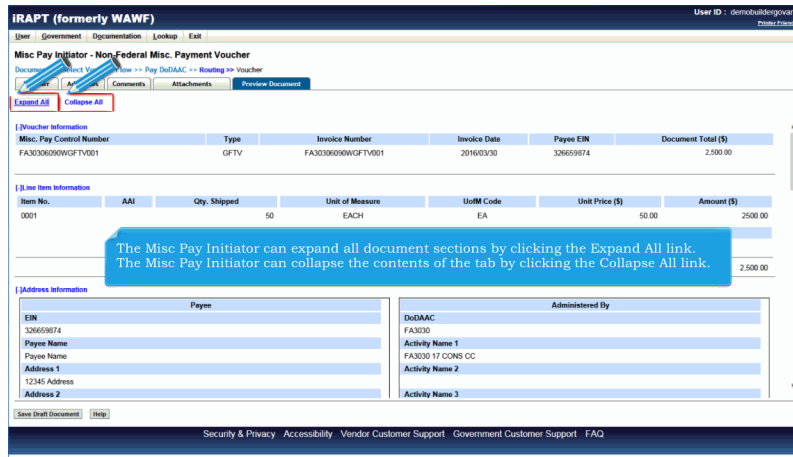 User ID : demobuildergovar
iRAPT (formerly WAWF)
Printer Friend
User Government Documentation Lookup Exit
Misc Pay Initiator - Non-Federal Misc. Payment Voucher
Pay DoDAAC >> Routing >> Voucher
Comments Attachments Preview Document
Expand All Collapse All
[-]Voucher Information
Misc. Pay Control Number Type Invoice Number Invoice Date Payee EIN Document Total ($)
FA30306090WGFTV001 GFTV FA30306090WGFTV001 2016/03/30 326659874 2,500.00
[-]Line Item Information
Item No. AAI Qty. Shipped Unit of Measure UofM Code Unit Price ($) Amount ($)
0001 50 EACH EA 50.00 2500.00
The Misc Pay Initiator can expand all document sections by clicking the Expand All link.
The Misc Pay Initiator can collapse the contents of the tab by clicking the Collapse All link.
2,500.00
[-]Address Information
Payee Administered By
EIN DoDAAC
326659874 FA3030
Payee Name Activity Name 1
Payee Name FA3030 17 CONS CC
Address 1 Activity Name 2
12345 Address
Address 2 Activity Name 3
Save Draft Document Help
Security & Privacy Accessibility Vendor Customer Support Government Customer Support FAQ